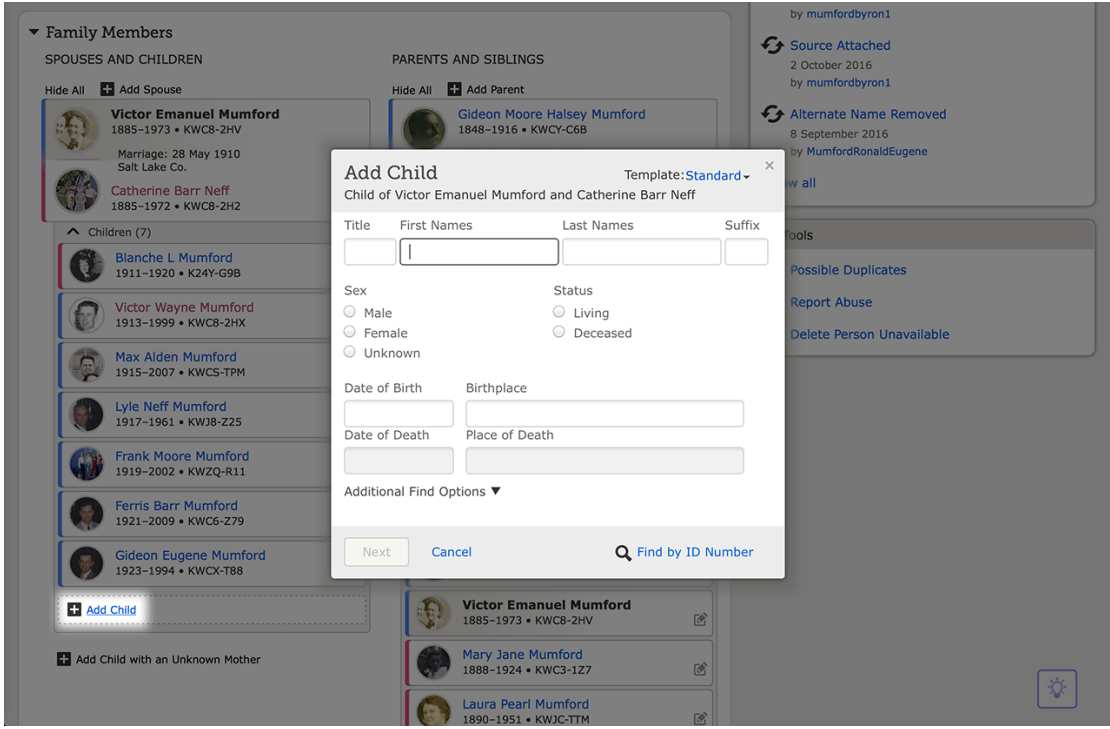 Family Members
SPOUSES AND CHILDREN
Hide All Add Spouse
Victor Emanuel Mumford
1885–1973 • KWC8-2HV
Marriage: 28 May 1910
Salt Lake Co.
Catherine Barr Neff
1885–1972 • KWC8-2H2
Children (7)
Blanche L Mumford
1911–1920 • K24Y-G9B
Victor Wayne Mumford
1913–1999 • KWC8-2HX
Max Alden Mumford
1915–2007 • KWCS-TPM
Lyle Neff Mumford
1917–1961 • KWJ8-Z25
Frank Moore Mumford
1919–2002 • KWZQ-R11
Ferris Barr Mumford
1921–2009 • KWC6-Z79
Gideon Eugene Mumford
1923–1994 • KWCX-T88
Add Child
Add Child with an Unknown Mother
PARENTS AND SIBLINGS
Hide All Add Parent
Gideon Moore Halsey Mumford
1848–1916 • KWCY-C6B
Add Child
Template:Standard
×
Child of Victor Emanuel Mumford and Catherine Barr Neff
Title First Names Last Names Suffix
Sex Status
Male Living
Female Deceased
Unknown
Date of Birth Birthplace
Date of Death Place of Death
Additional Find Options ▼
Next Cancel Find by ID Number
Victor Emanuel Mumford
1885–1973 • KWC8-2HV
Mary Jane Mumford
1888–1924 • KWC3-1Z7
Laura Pearl Mumford
1890–1951 • KWJC-TTM
by mumfordbyron1
Source Attached
2 October 2016
by mumfordbyron1
Alternate Name Removed
8 September 2016
by MumfordRonaldEugene
all
Tools
Possible Duplicates
Report Abuse
Delete Person Unavailable